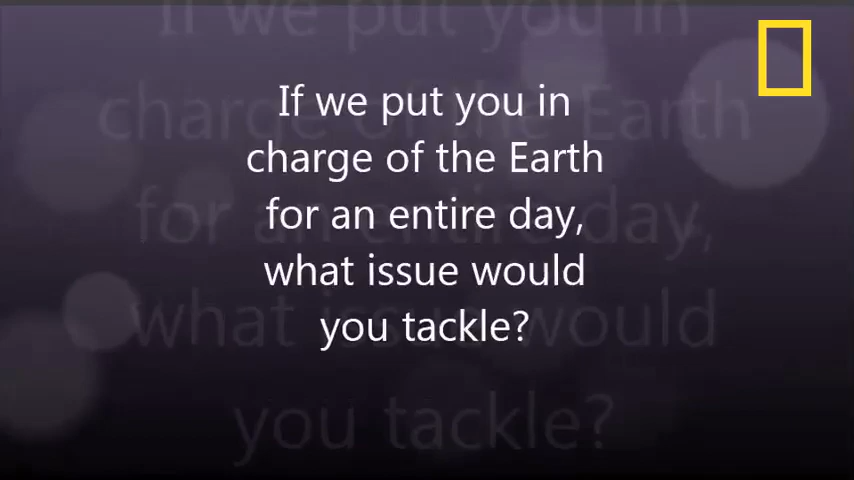 If we put you in
charge of the Earth
for an entire day,
what issue would
you tackle?